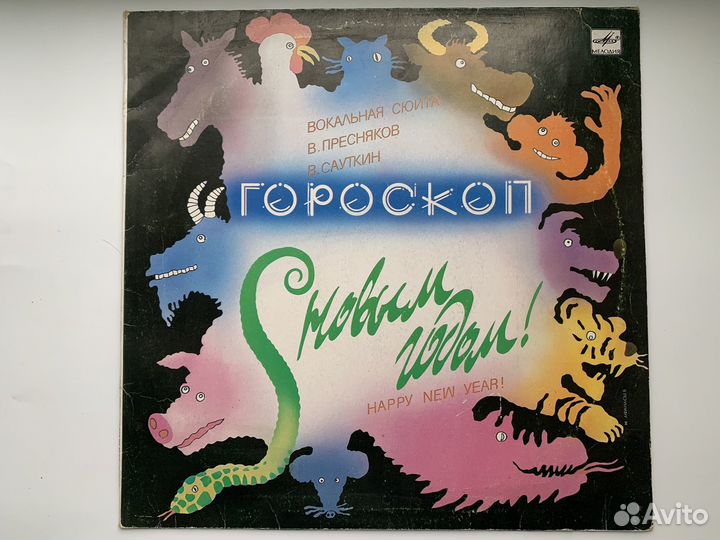 МЕЛОДИЯ
ВОКАЛЬНАЯ СЮИТА
В. ПРЕСНЯКОВ
В. САУТКИН
ГОРОСКОП
С новым
годом!
HAPPY NEW YEAR!
Avito